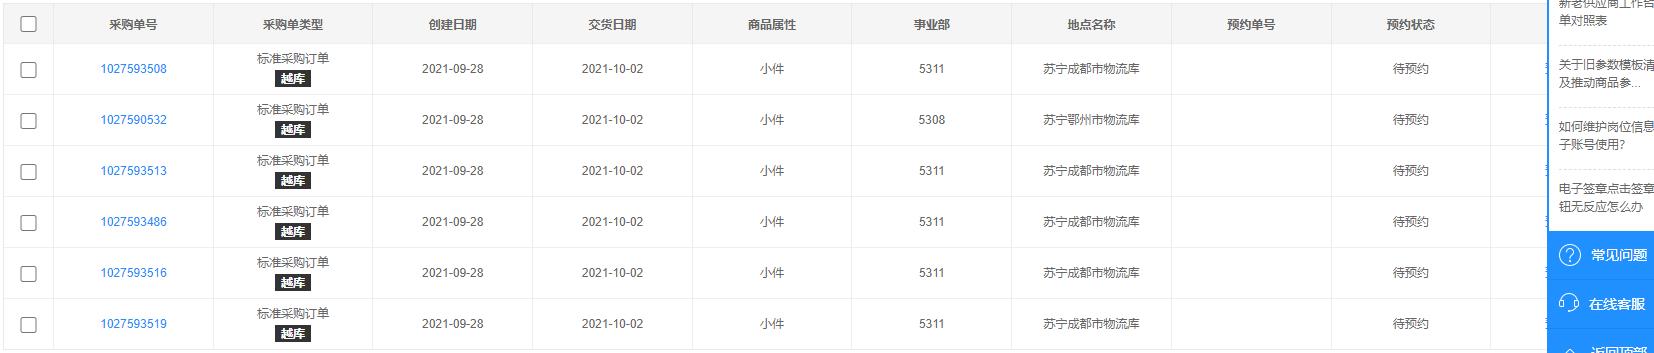 采购单号 采购单类型 创建日期 交货日期 商品属性 事业部 地点名称 预约单号 预约状态
1027593508 标准采购订单 2021-09-28 2021-10-02 小件 5311 苏宁成都市物流库 待预约
越库
1027590532 标准采购订单 2021-09-28 2021-10-02 小件 5308 苏宁鄂州市物流库 待预约
越库
1027593513 标准采购订单 2021-09-28 2021-10-02 小件 5311 苏宁成都市物流库 待预约
越库
1027593486 标准采购订单 2021-09-28 2021-10-02 小件 5311 苏宁成都市物流库 待预约
越库
1027593516 标准采购订单 2021-09-28 2021-10-02 小件 5311 苏宁成都市物流库 待预约
越库
1027593519 标准采购订单 2021-09-28 2021-10-02 小件 5311 苏宁成都市物流库 待预约
越库
新老供应商工作台
单对照表
关于旧参数模板清
及推动商品参...
如何维护岗位信息
子账号使用?
电子签章点击签章
钮无反应怎么办
常见问题
在线客服
返回顶部